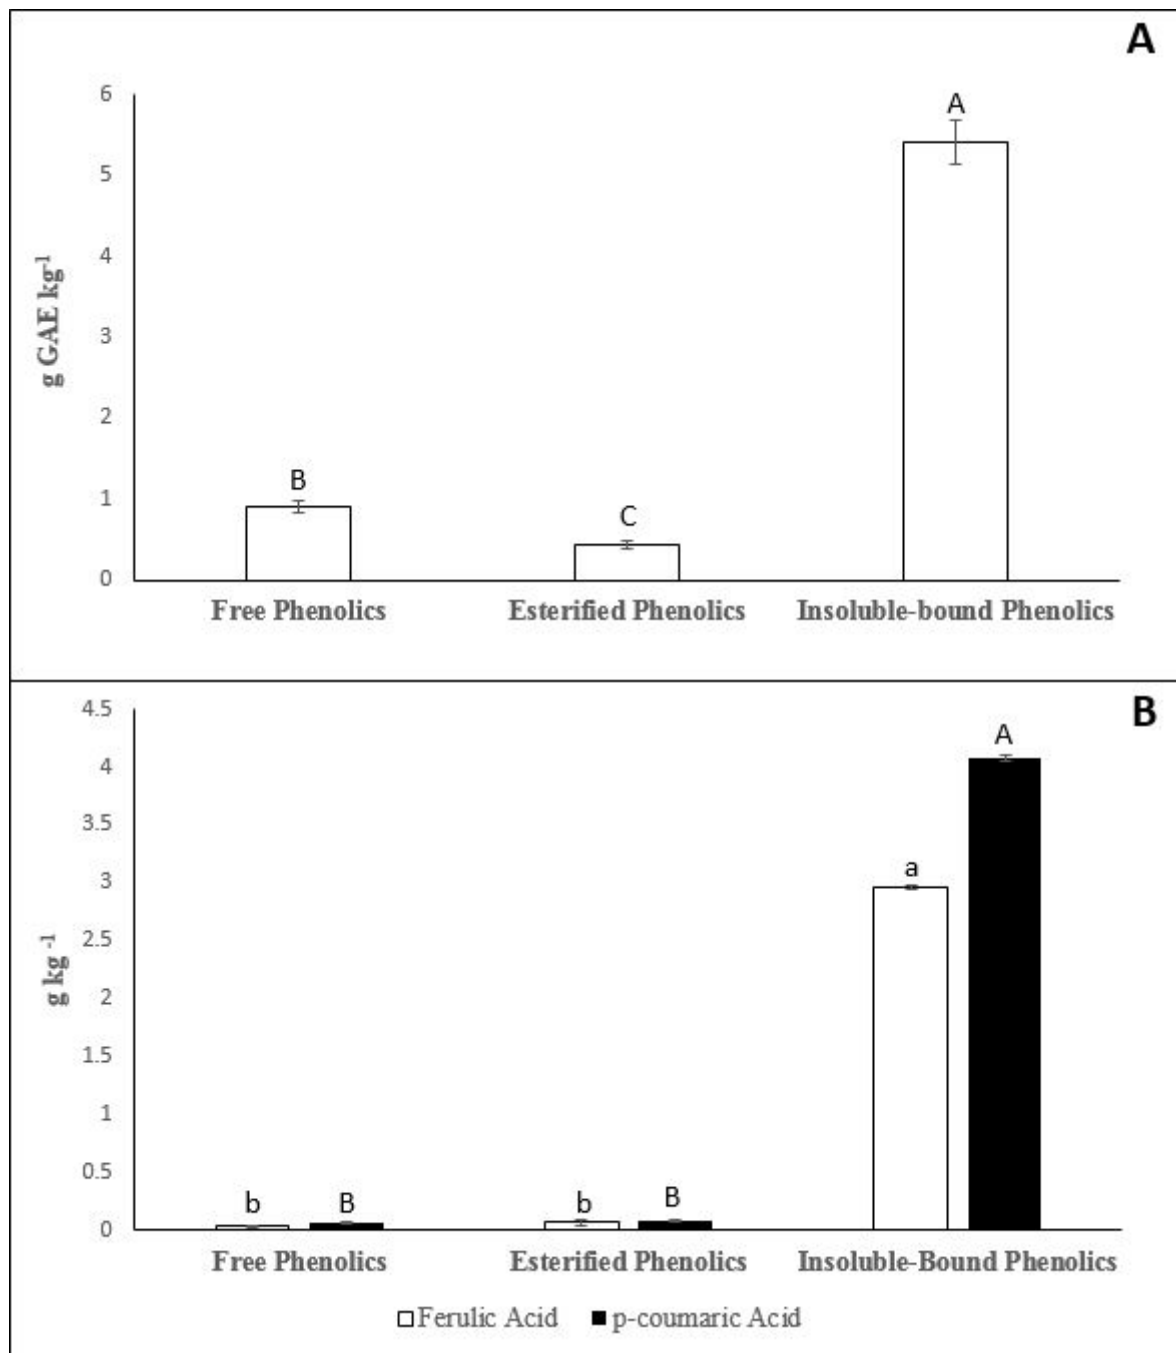 A
6
5
4
3
2
1
0
g GAE kg-1
A
B
C
Free Phenolics
Esterified Phenolics
Insoluble-bound Phenolics
B
4.5
4
3.5
3
2.5
2
1.5
1
0.5
0
g kg -1
A
a
b
B
b
B
Free Phenolics
Esterified Phenolics
Insoluble-Bound Phenolics
Ferulic Acid
p-coumaric Acid